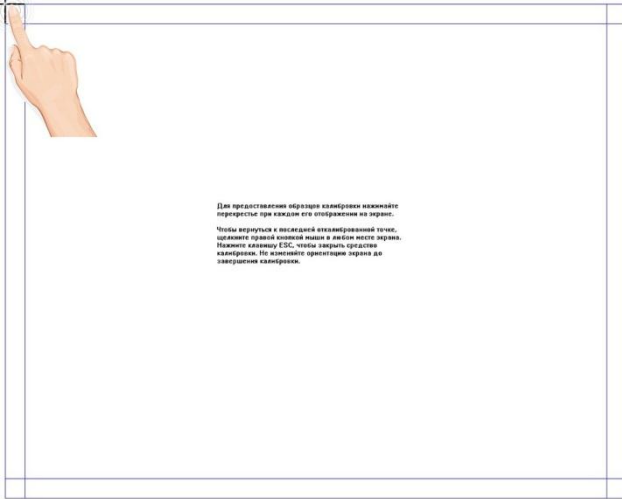 Для предоставления образцов калибровки нажимайте
перекрестье при каждом его отображении на экране.
Чтобы вернуться к последней откалиброванной точке,
щелкните правой кнопкой мыши в любом месте экрана.
Нажмите клавишу ESC, чтобы закрыть средство
калибровки. Не изменяйте ориентацию экрана до
завершения калибровки.